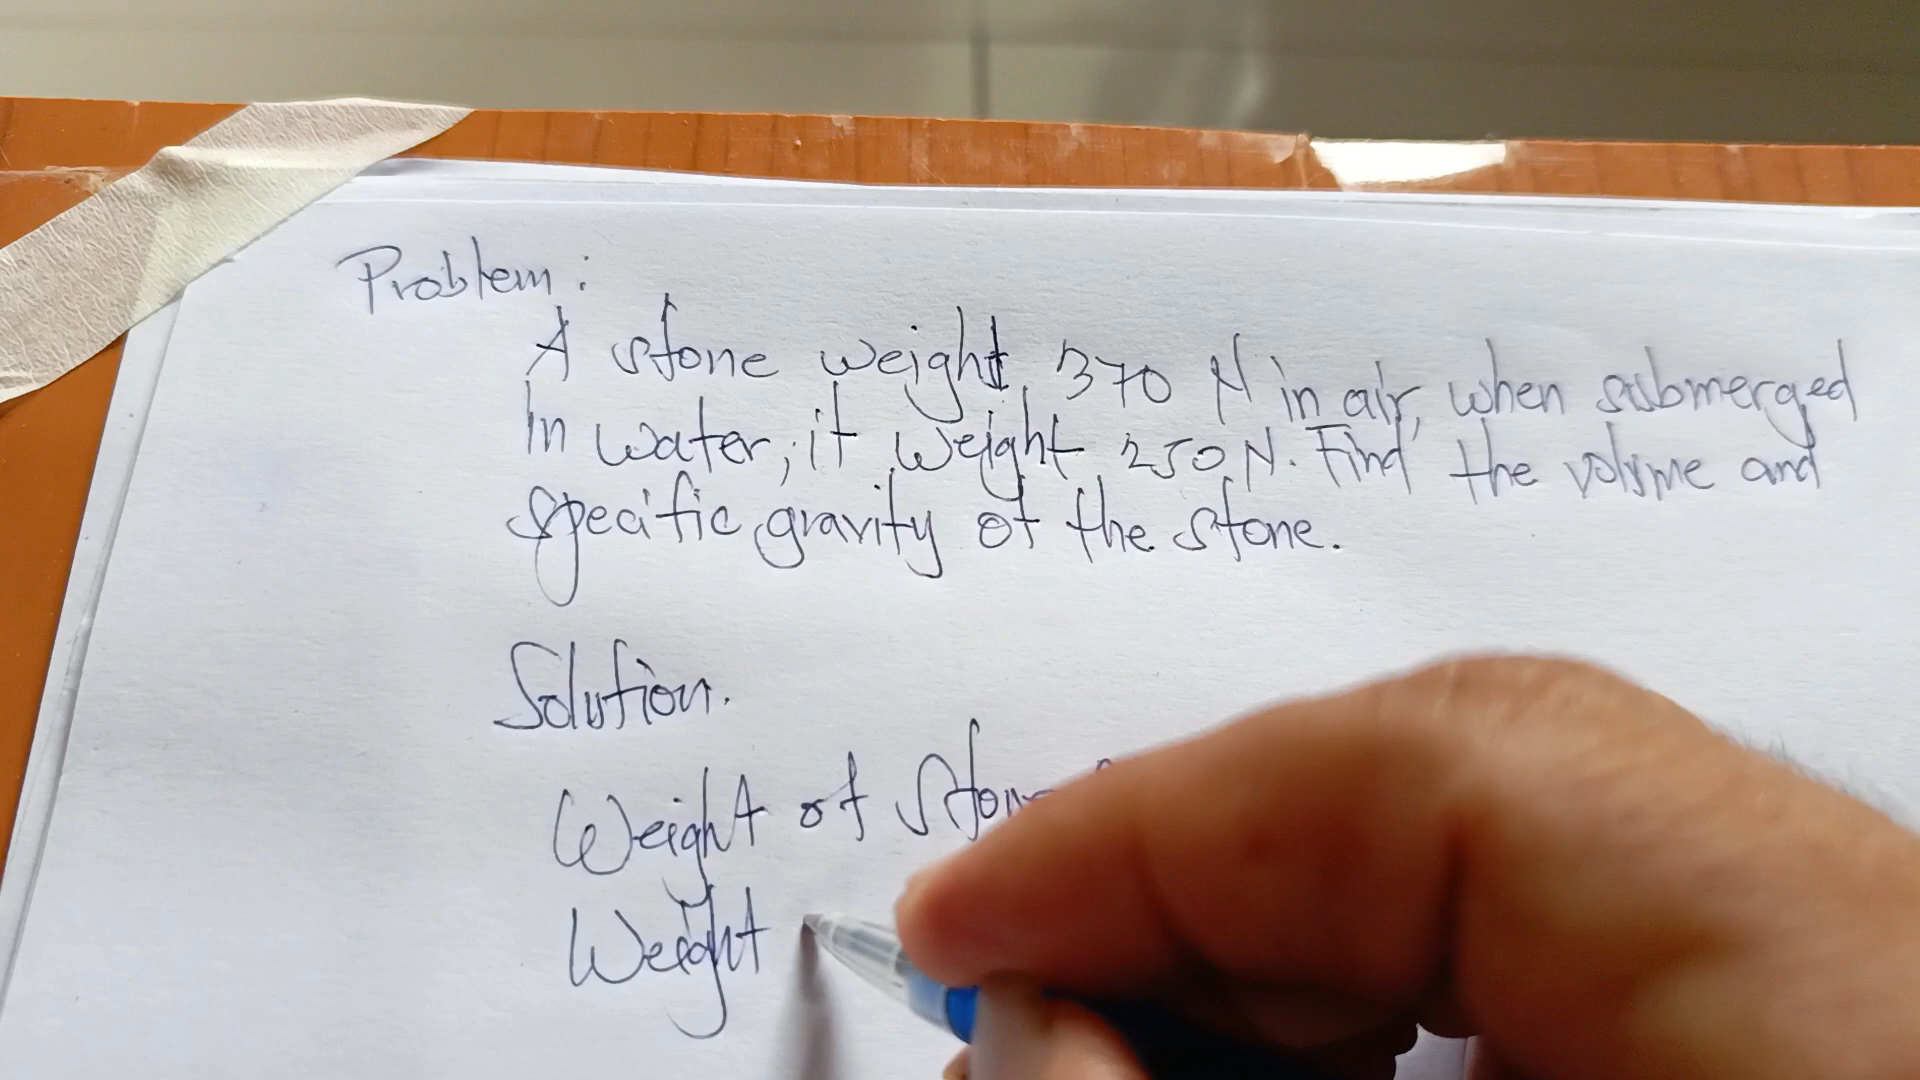 Problem:
A stone weight 370 N in air, when submerged
in water, it weight 250 N. Find the volume and
specific gravity of the stone.
Solution.
Weight of
Weight